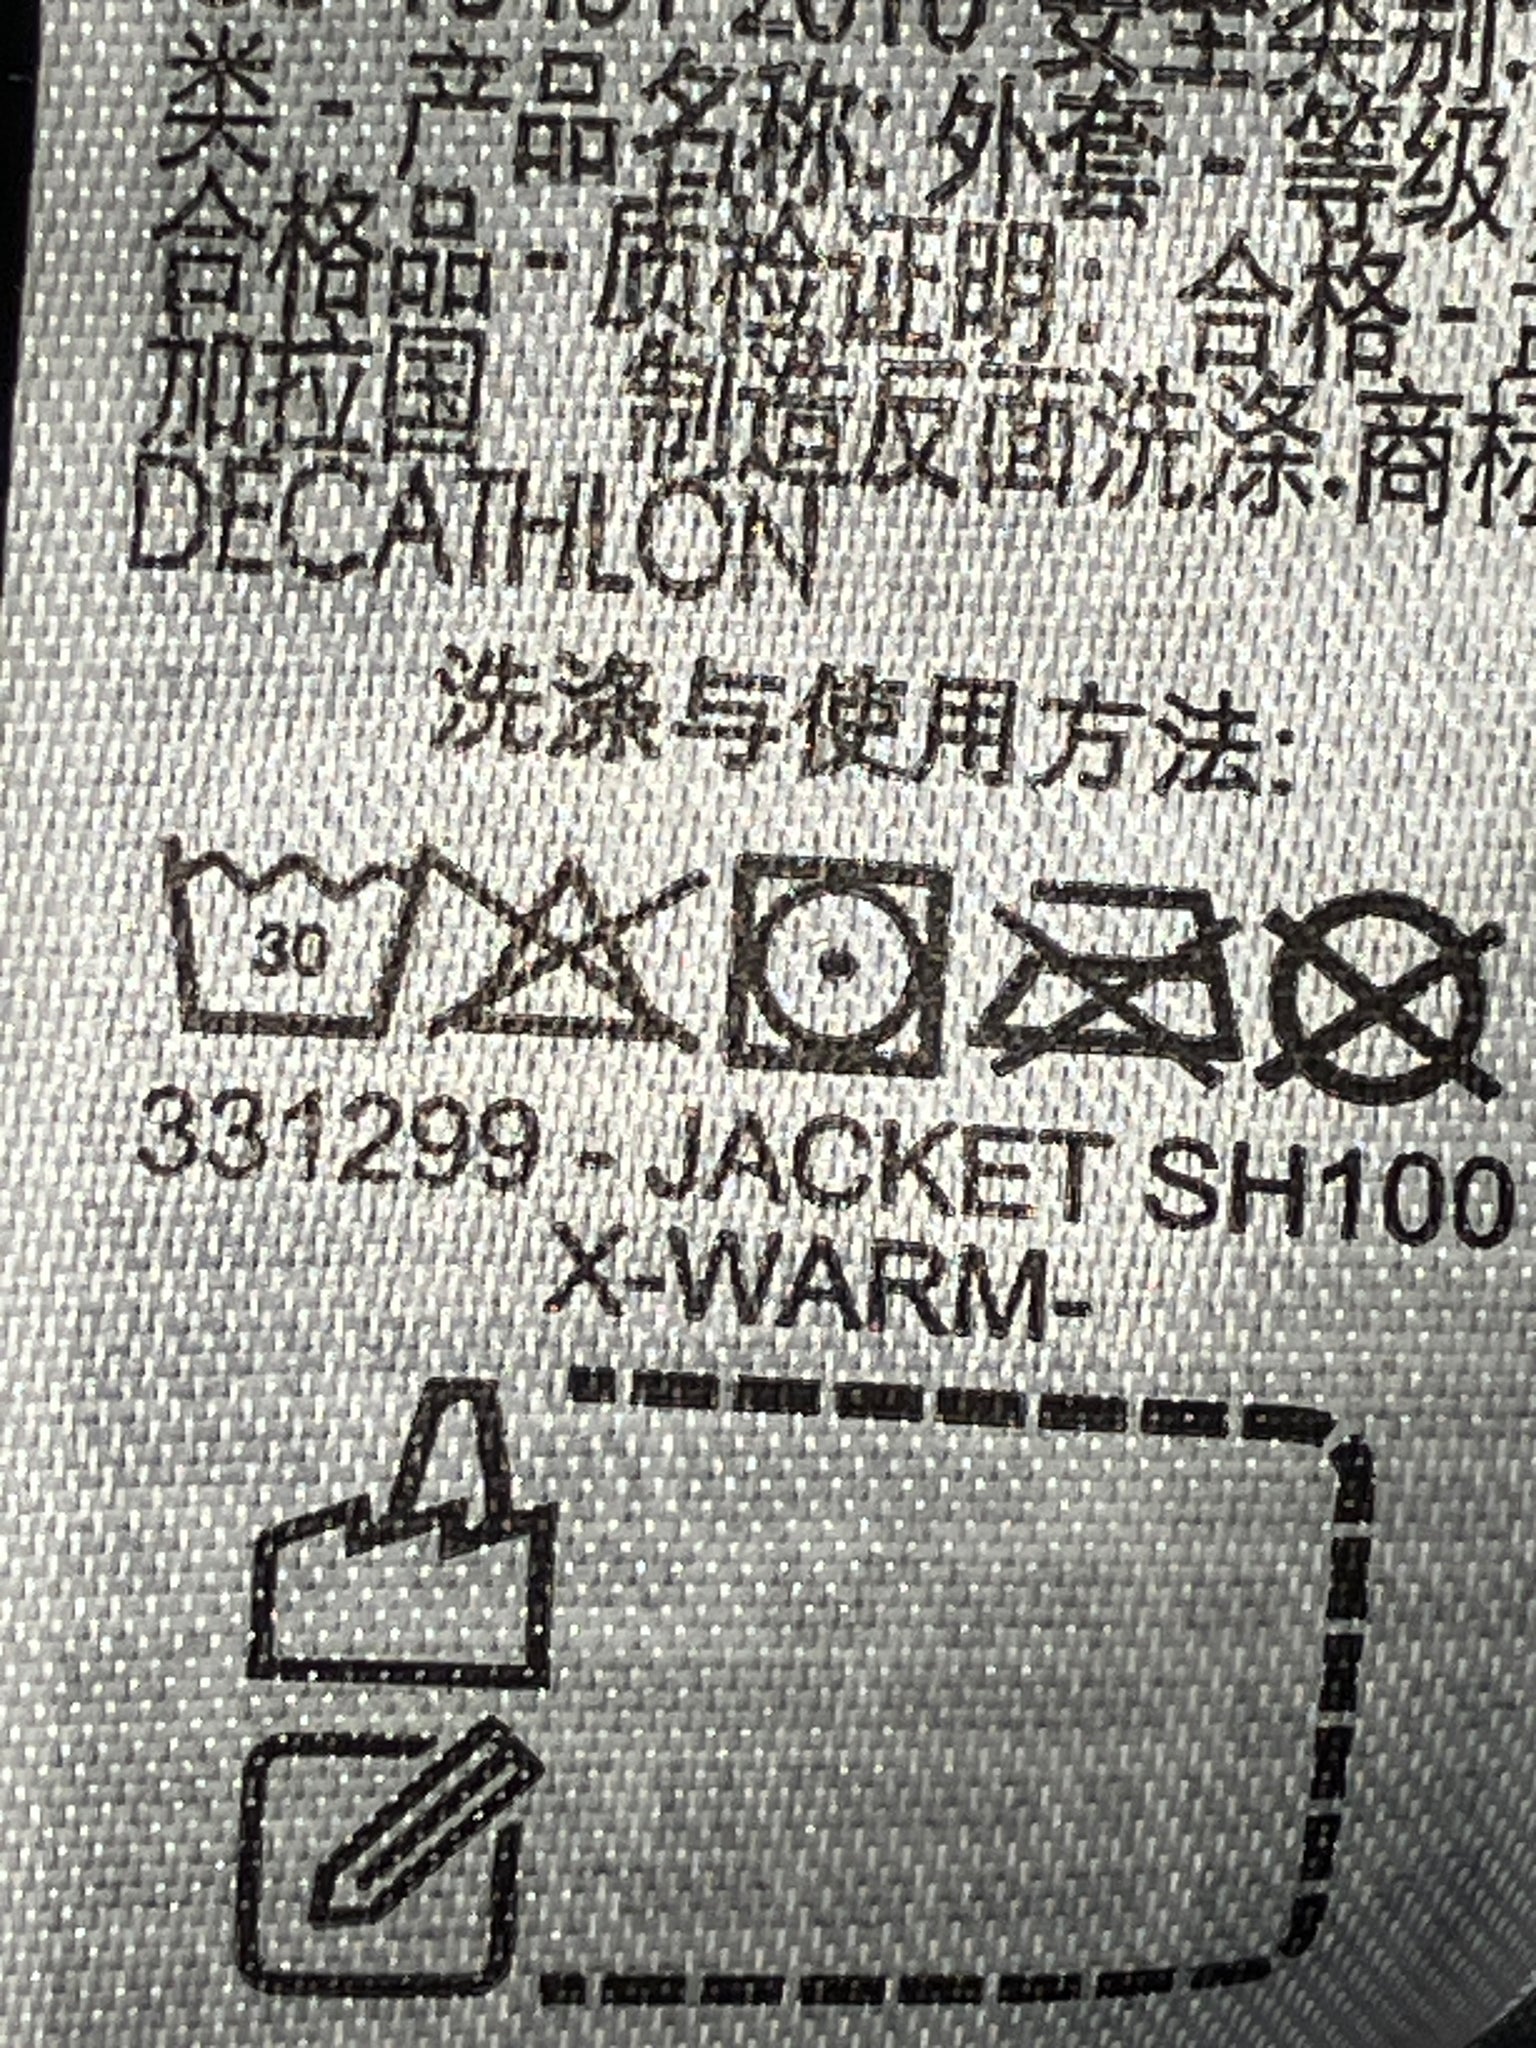 类 - 产品名称: 外套 - 等级
合格品 - 质检证明: 合格 -
加拉国 制造反面洗涤.商标
DECATHLON
洗涤与使用方法:
30
331299 - JACKET SH100
X-WARM-